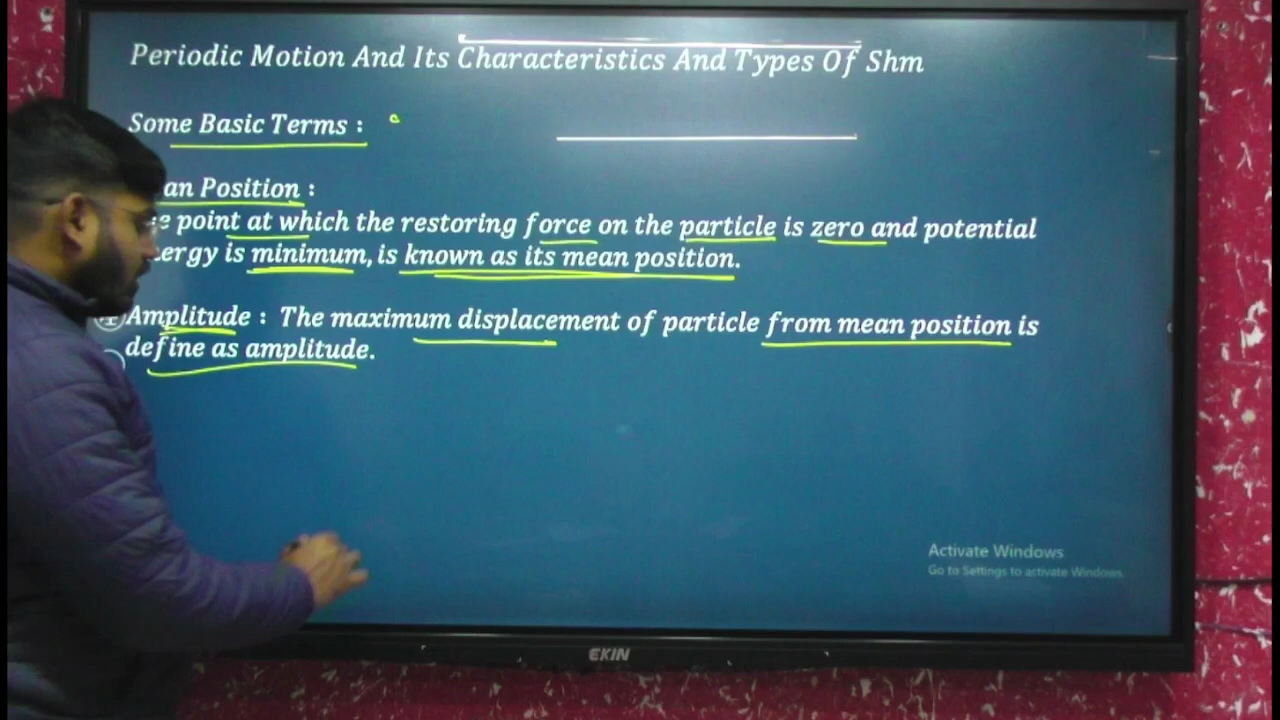 Periodic Motion And Its Characteristics And Types Of Shm
Some Basic Terms :
Position :
point at which the restoring force on the particle is zero and potential
is minimum, is known as its mean position.
Amplitude : The maximum displacement of particle from mean position is
define as amplitude.
Activate Windows
Go to Settings to activate Windows.
EKIN